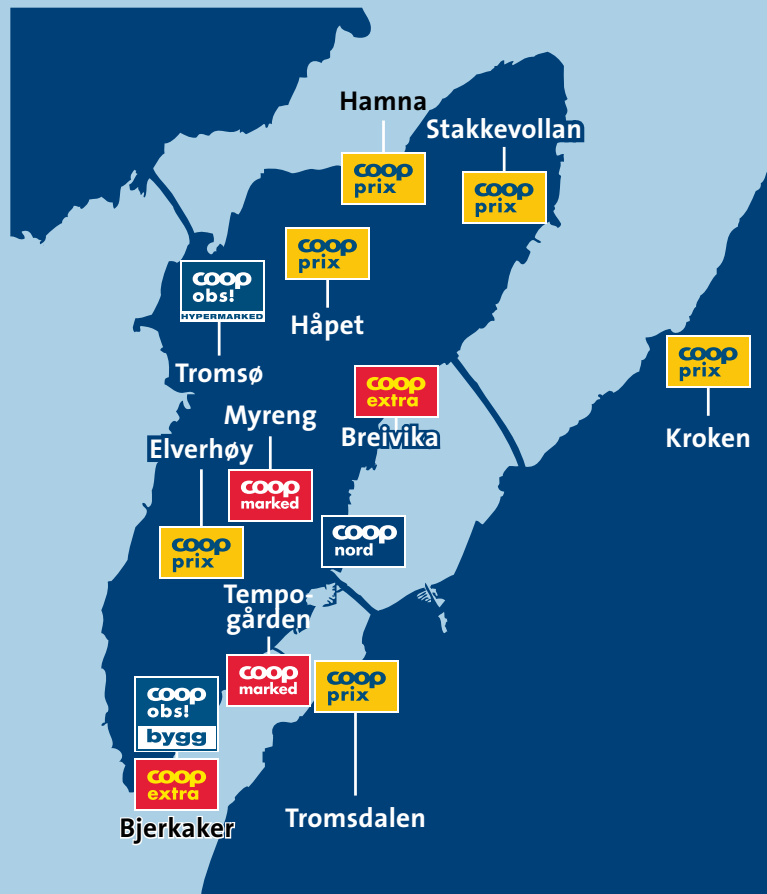 Hamna
coop
prix
Stakkevollan
coop
prix
coop
prix
Håpet
coop
obs!
HYPERMARKED
Tromsø
coop
prix
Kroken
coop
extra
Breivika
Myreng
coop
marked
Elverhøy
coop
prix
coop
nord
Tempo-
gården
coop
marked
coop
prix
Tromsdalen
coop
obs!
bygg
coop
extra
Bjerkaker